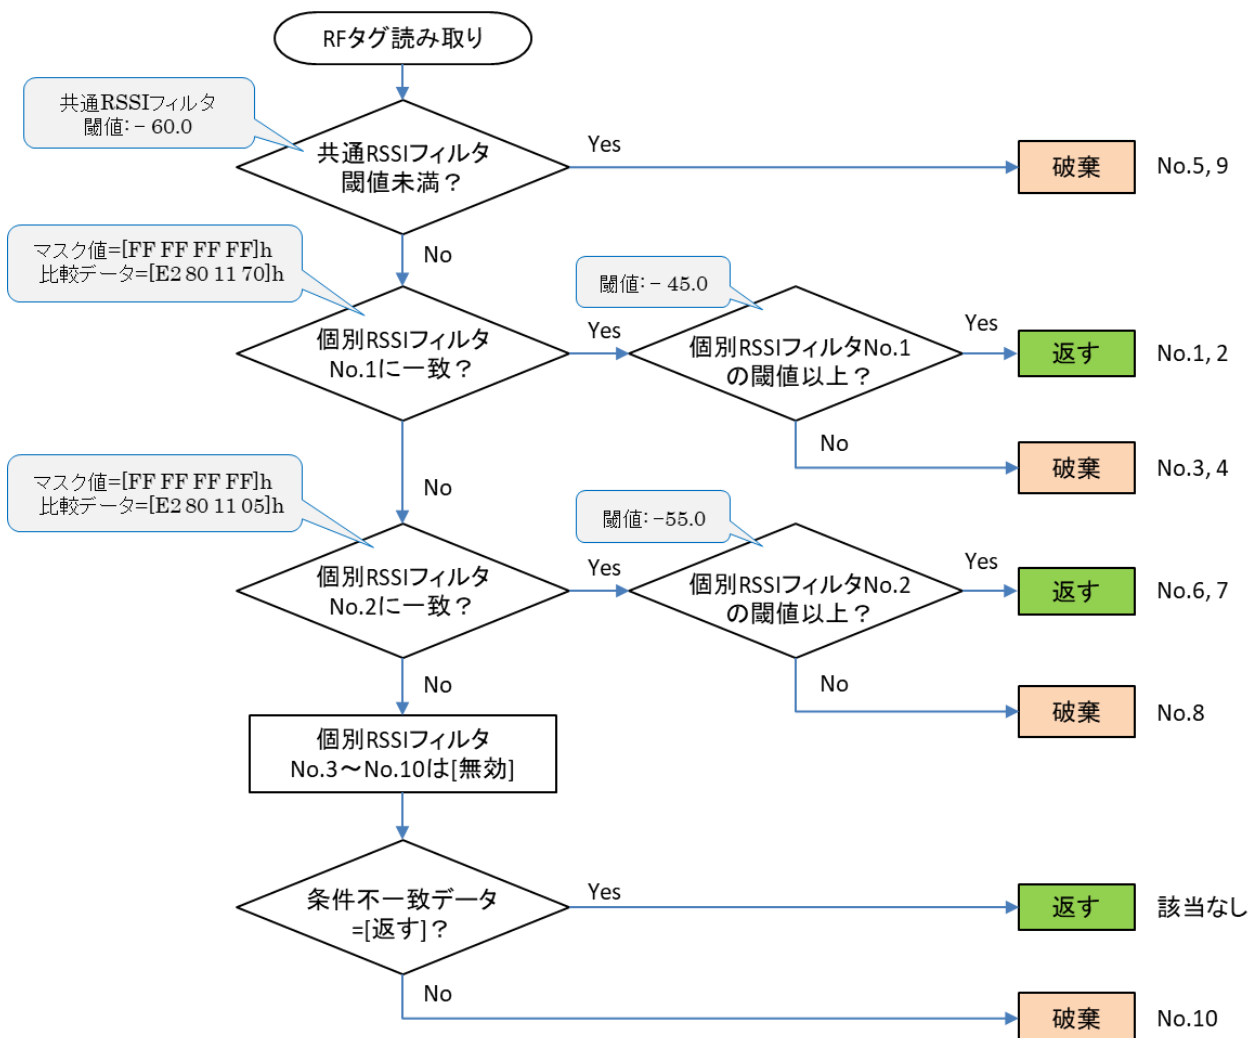 RFタグ読み取り
共通RSSIフィルタ
閾値:− 60.0
共通RSSIフィルタ
閾値未満？
Yes
破棄
No.5, 9
No
マスク値=[FF FF FF FF]h
比較データ=[E2 80 11 70]h
個別RSSIフィルタ
No.1に一致？
Yes
閾値:− 45.0
個別RSSIフィルタNo.1
の閾値以上？
Yes
返す
No.1, 2
No
破棄
No.3, 4
No
マスク値=[FF FF FF FF]h
比較データ=[E2 80 11 05]h
個別RSSIフィルタ
No.2に一致？
Yes
閾値:−55.0
個別RSSIフィルタNo.2
の閾値以上？
Yes
返す
No.6, 7
No
破棄
No.8
No
個別RSSIフィルタ
No.3～No.10は[無効]
条件不一致データ
=[返す]？
Yes
返す
該当なし
No
破棄
No.10